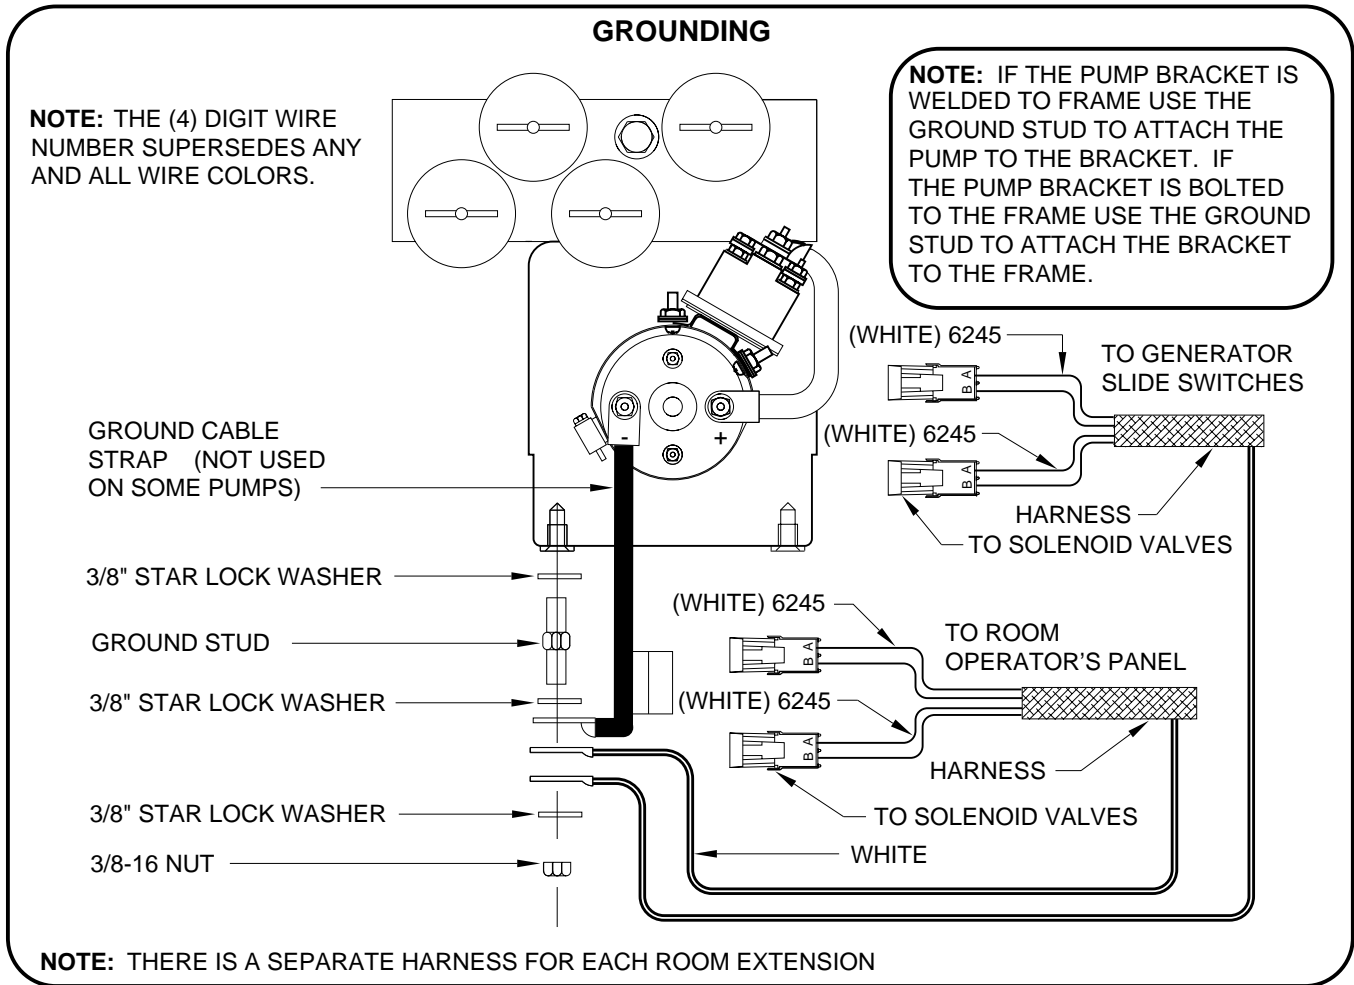 GROUNDING
NOTE: THE (4) DIGIT WIRE
NUMBER SUPERSEDES ANY
AND ALL WIRE COLORS.
NOTE: IF THE PUMP BRACKET IS
WELDED TO FRAME USE THE
GROUND STUD TO ATTACH THE
PUMP TO THE BRACKET. IF
THE PUMP BRACKET IS BOLTED
TO THE FRAME USE THE GROUND
STUD TO ATTACH THE BRACKET
TO THE FRAME.
(WHITE) 6245
TO GENERATOR
SLIDE SWITCHES
B A
(WHITE) 6245
B A
HARNESS
TO SOLENOID VALVES
- +
GROUND CABLE
STRAP (NOT USED
ON SOME PUMPS)
3/8" STAR LOCK WASHER
GROUND STUD
3/8" STAR LOCK WASHER
(WHITE) 6245
TO ROOM
OPERATOR'S PANEL
B A
(WHITE) 6245
B A
HARNESS
TO SOLENOID VALVES
WHITE
3/8" STAR LOCK WASHER
3/8-16 NUT
NOTE: THERE IS A SEPARATE HARNESS FOR EACH ROOM EXTENSION